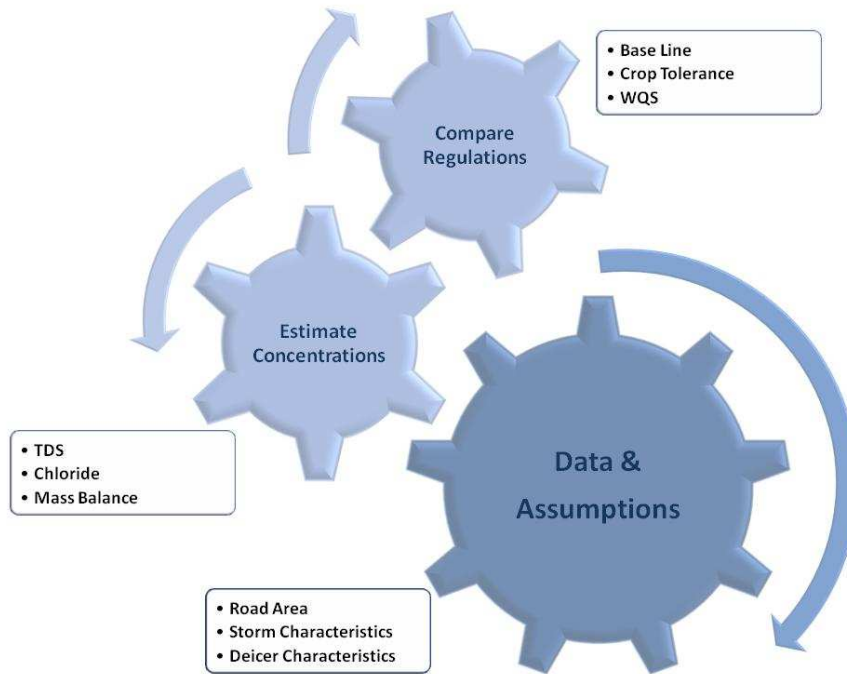 Compare
Regulations
• Base Line
• Crop Tolerance
• WQS
Estimate
Concentrations
• TDS
• Chloride
• Mass Balance
Data &
Assumptions
• Road Area
• Storm Characteristics
• Deicer Characteristics